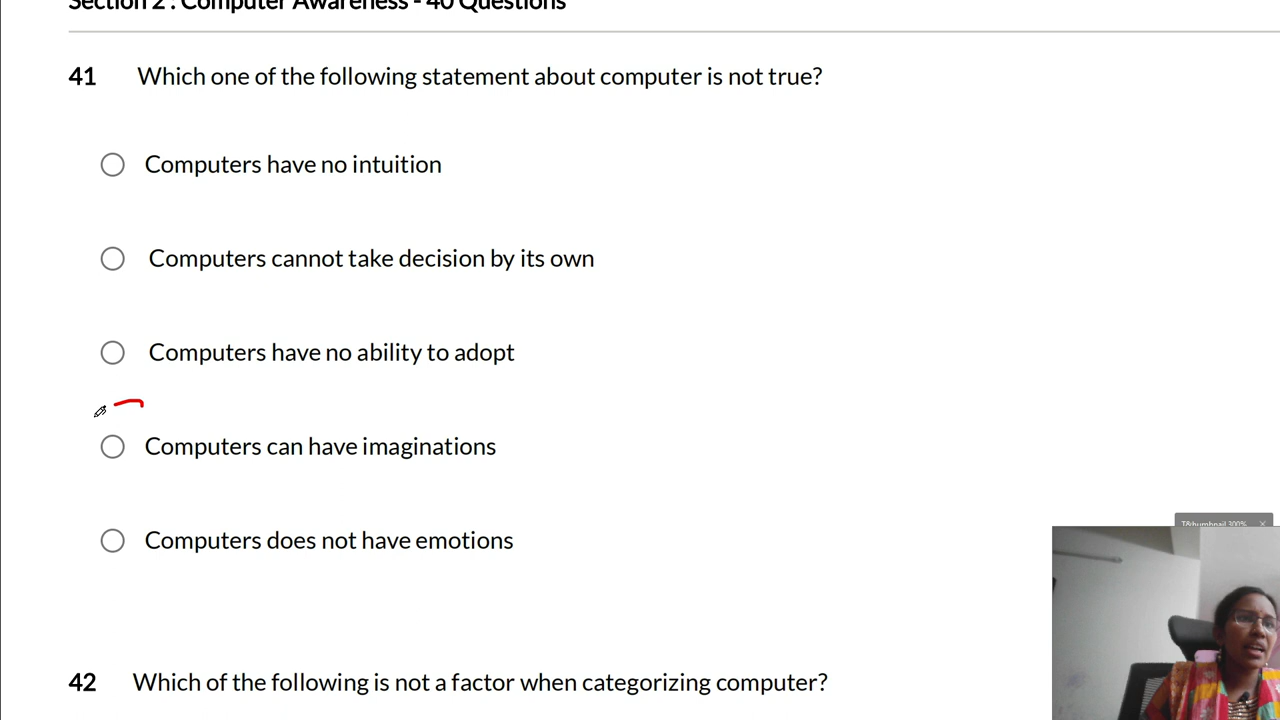 Section 2 : Computer Awareness - 40 Questions
41 Which one of the following statement about computer is not true?
Computers have no intuition
Computers cannot take decision by its own
Computers have no ability to adopt
Computers can have imaginations
Computers does not have emotions
T&humbnail 300%
42 Which of the following is not a factor when categorizing computer?